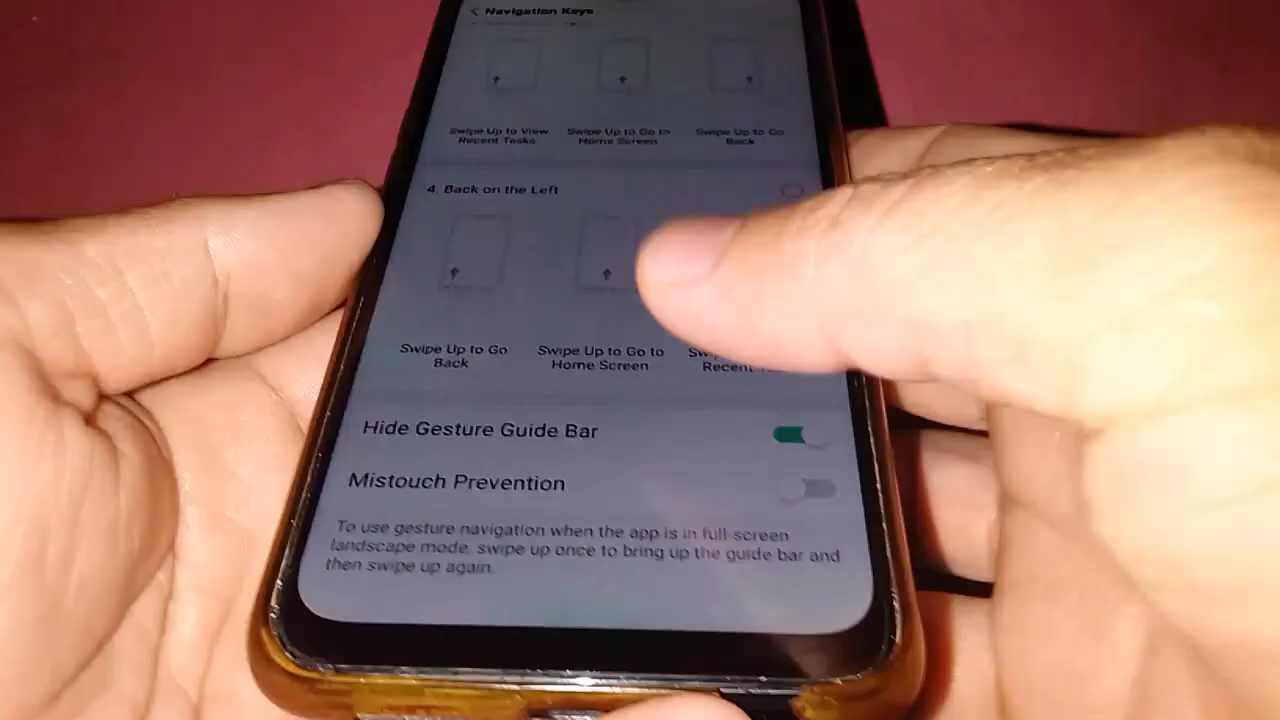 Navigation Keys
Swipe Up to View
Recent Tasks
Swipe Up to Go to
Home Screen
Swipe Up to Go
Back
4. Back on the Left
Swipe Up to Go
Back
Swipe Up to Go to
Home Screen
Recent
Hide Gesture Guide Bar
Mistouch Prevention
To use gesture navigation when the app is in full-screen
landscape mode, swipe up once to bring up the guide bar and
then swipe up again.